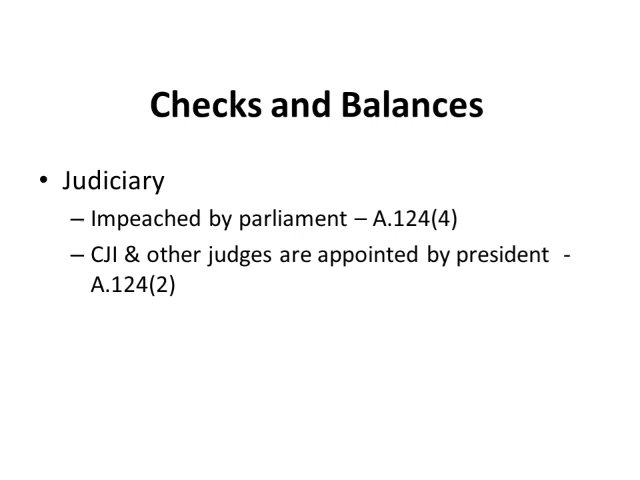 Checks and Balances
• Judiciary
– Impeached by parliament – A.124(4)
– CJI & other judges are appointed by president -
A.124(2)